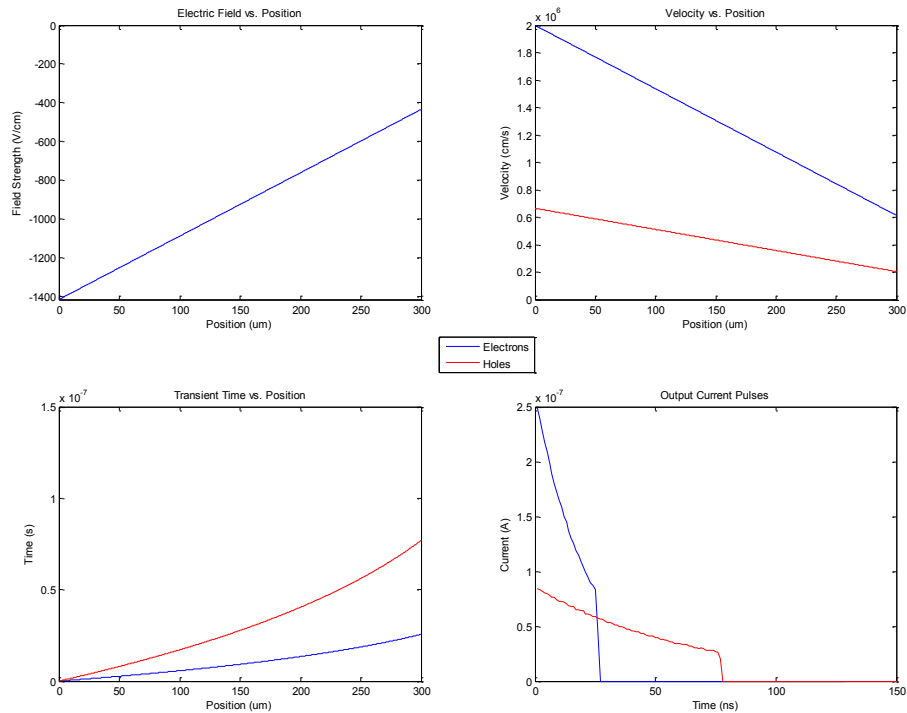 Electric Field vs. Position
0
-200
-400
-600
-800
-1000
-1200
-1400
Field Strength (V/cm)
0 50 100 150 200 250 300
Position (um)
Velocity vs. Position
x 10^6
2
1.8
1.6
1.4
1.2
1
0.8
0.6
0.4
0.2
0
Velocity (cm/s)
0 50 100 150 200 250 300
Position (um)
Electrons
Holes
Transient Time vs. Position
x 10^-7
1.5
1
0.5
0
Time (s)
0 50 100 150 200 250 300
Position (um)
Output Current Pulses
x 10^-7
2.5
2
1.5
1
0.5
0
Current (A)
0 50 100 150
Time (ns)